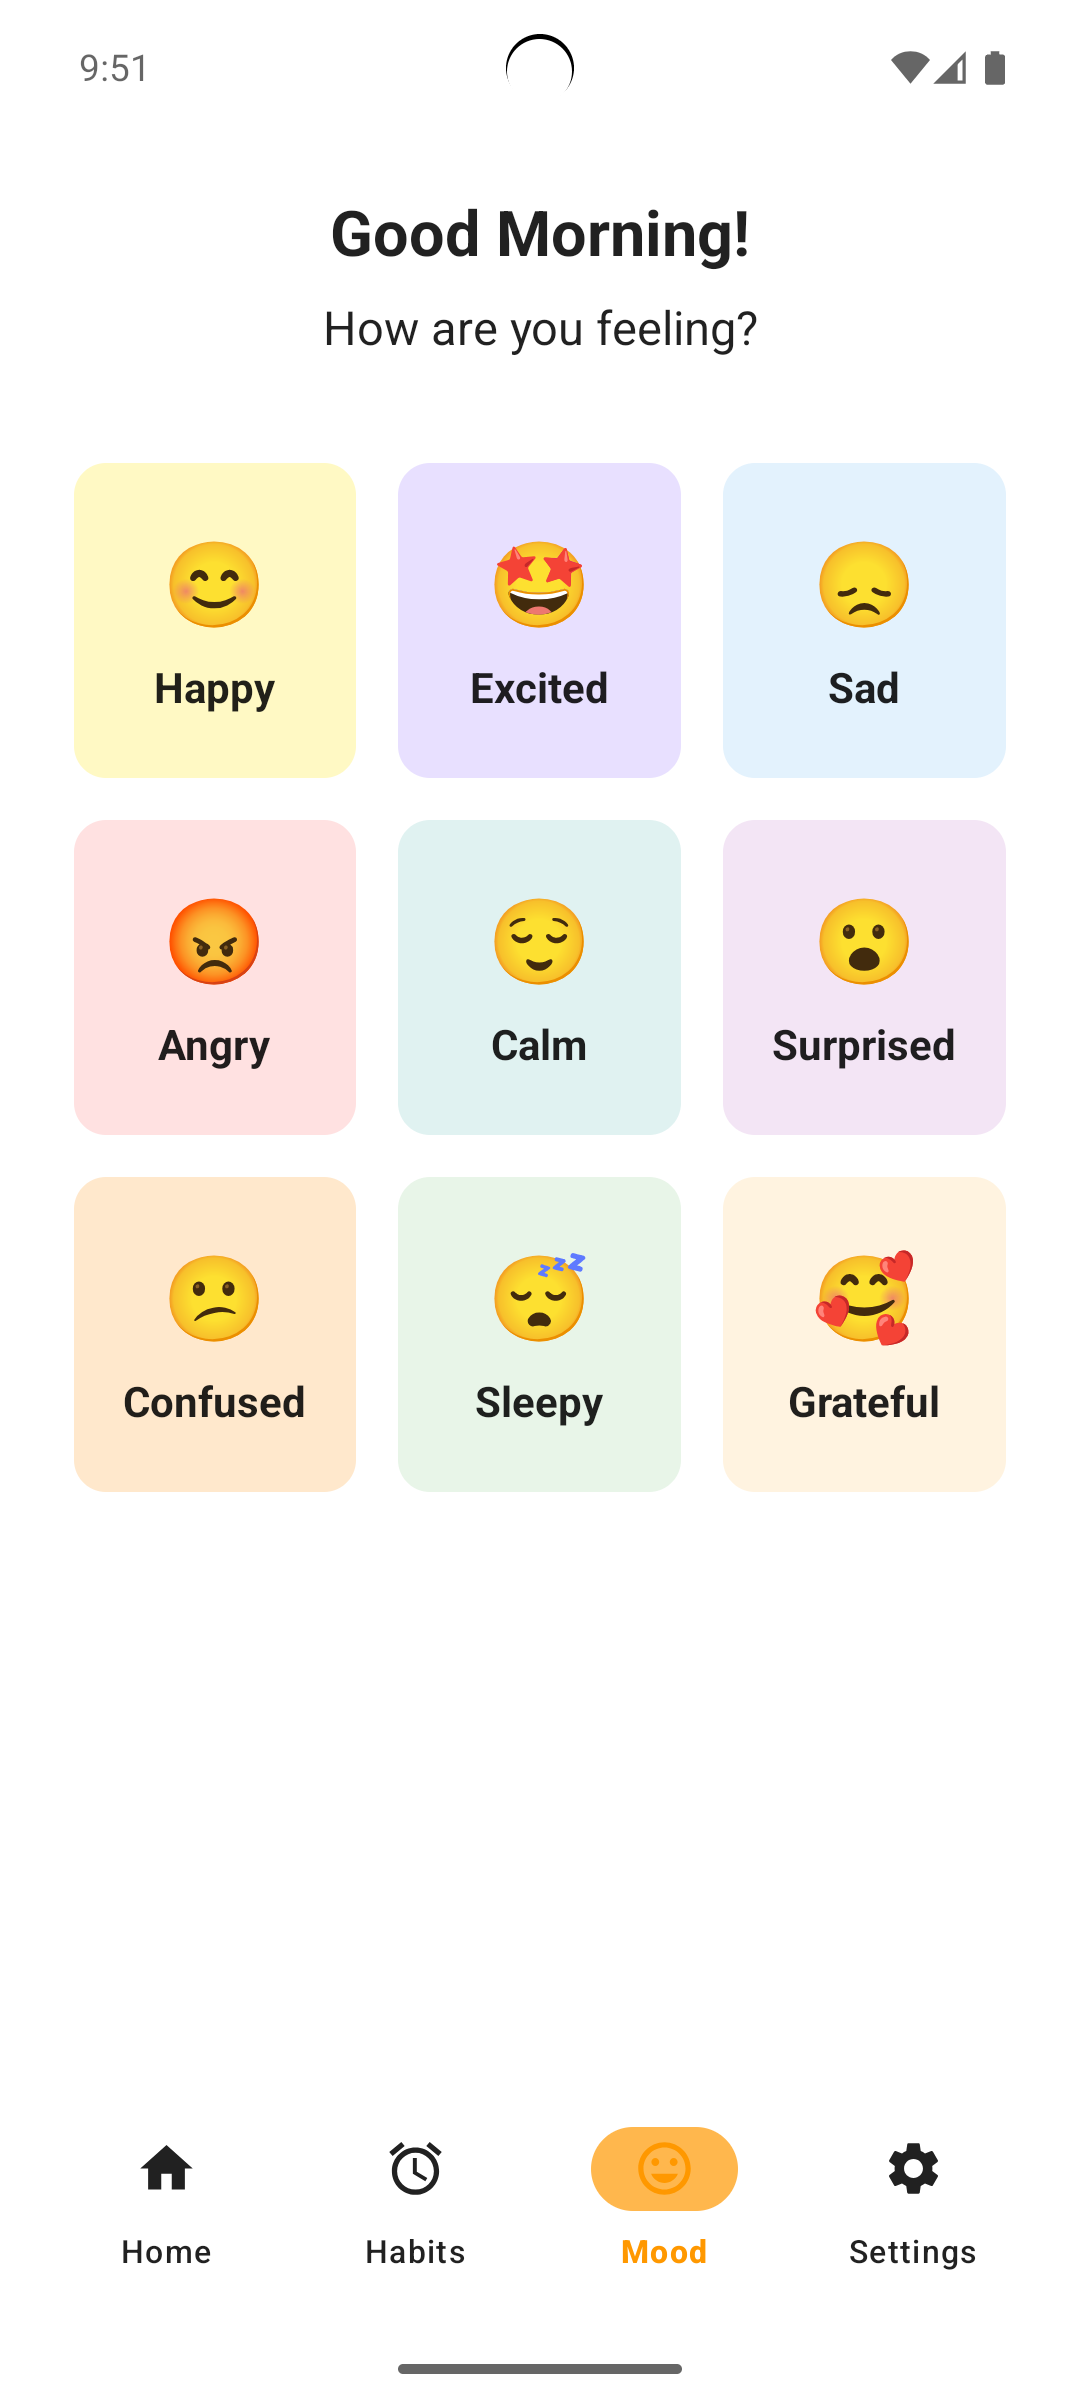 9:51
Good Morning!
How are you feeling?
Happy
Excited
Sad
Angry
Calm
Surprised
Confused
Sleepy
Grateful
Home
Habits
Mood
Settings